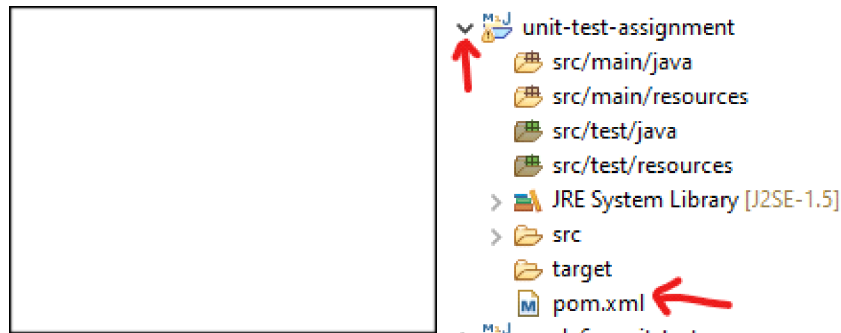 unit-test-assignment
src/main/java
src/main/resources
src/test/java
src/test/resources
JRE System Library [J2SE-1.5]
src
target
pom.xml